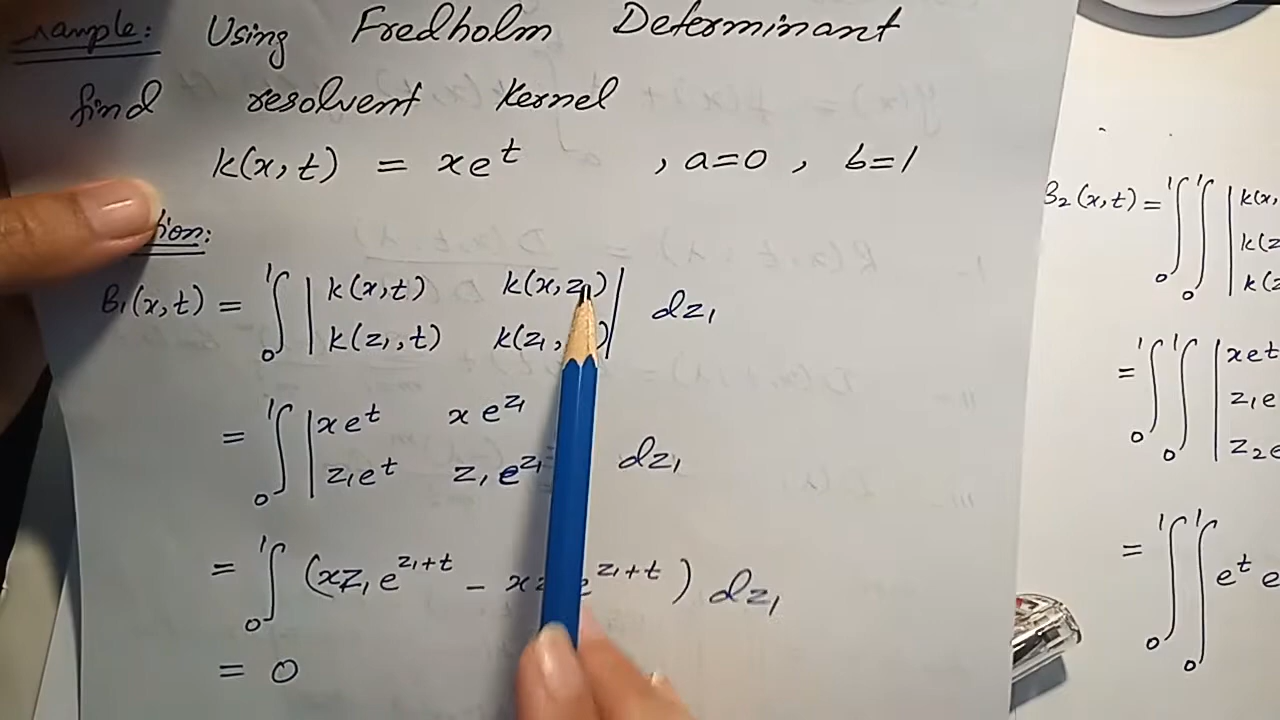 Using Fredholm Determinant
find resolvent Kernel
k(x,t) = xe^t , a=0 , b=1
B₁(x,t) = ∫₀¹ | k(x,t) k(x,z₁) |
| k(z₁,t) k(z₁, | dz₁
= ∫₀¹ | xe^t x e^z₁
| z₁e^t z₁e^z₁ dz₁
= ∫₀¹ (xz₁e^{z₁+t} - x e^{z₁+t}) dz₁
= 0
B₂(x,t) = ∫₀¹ ∫₀¹ | k(x,
k(z
k(z
= ∫₀¹ ∫₀¹ | xe^t
z₁e
z₂e
= ∫₀¹ ∫₀¹ e^t e